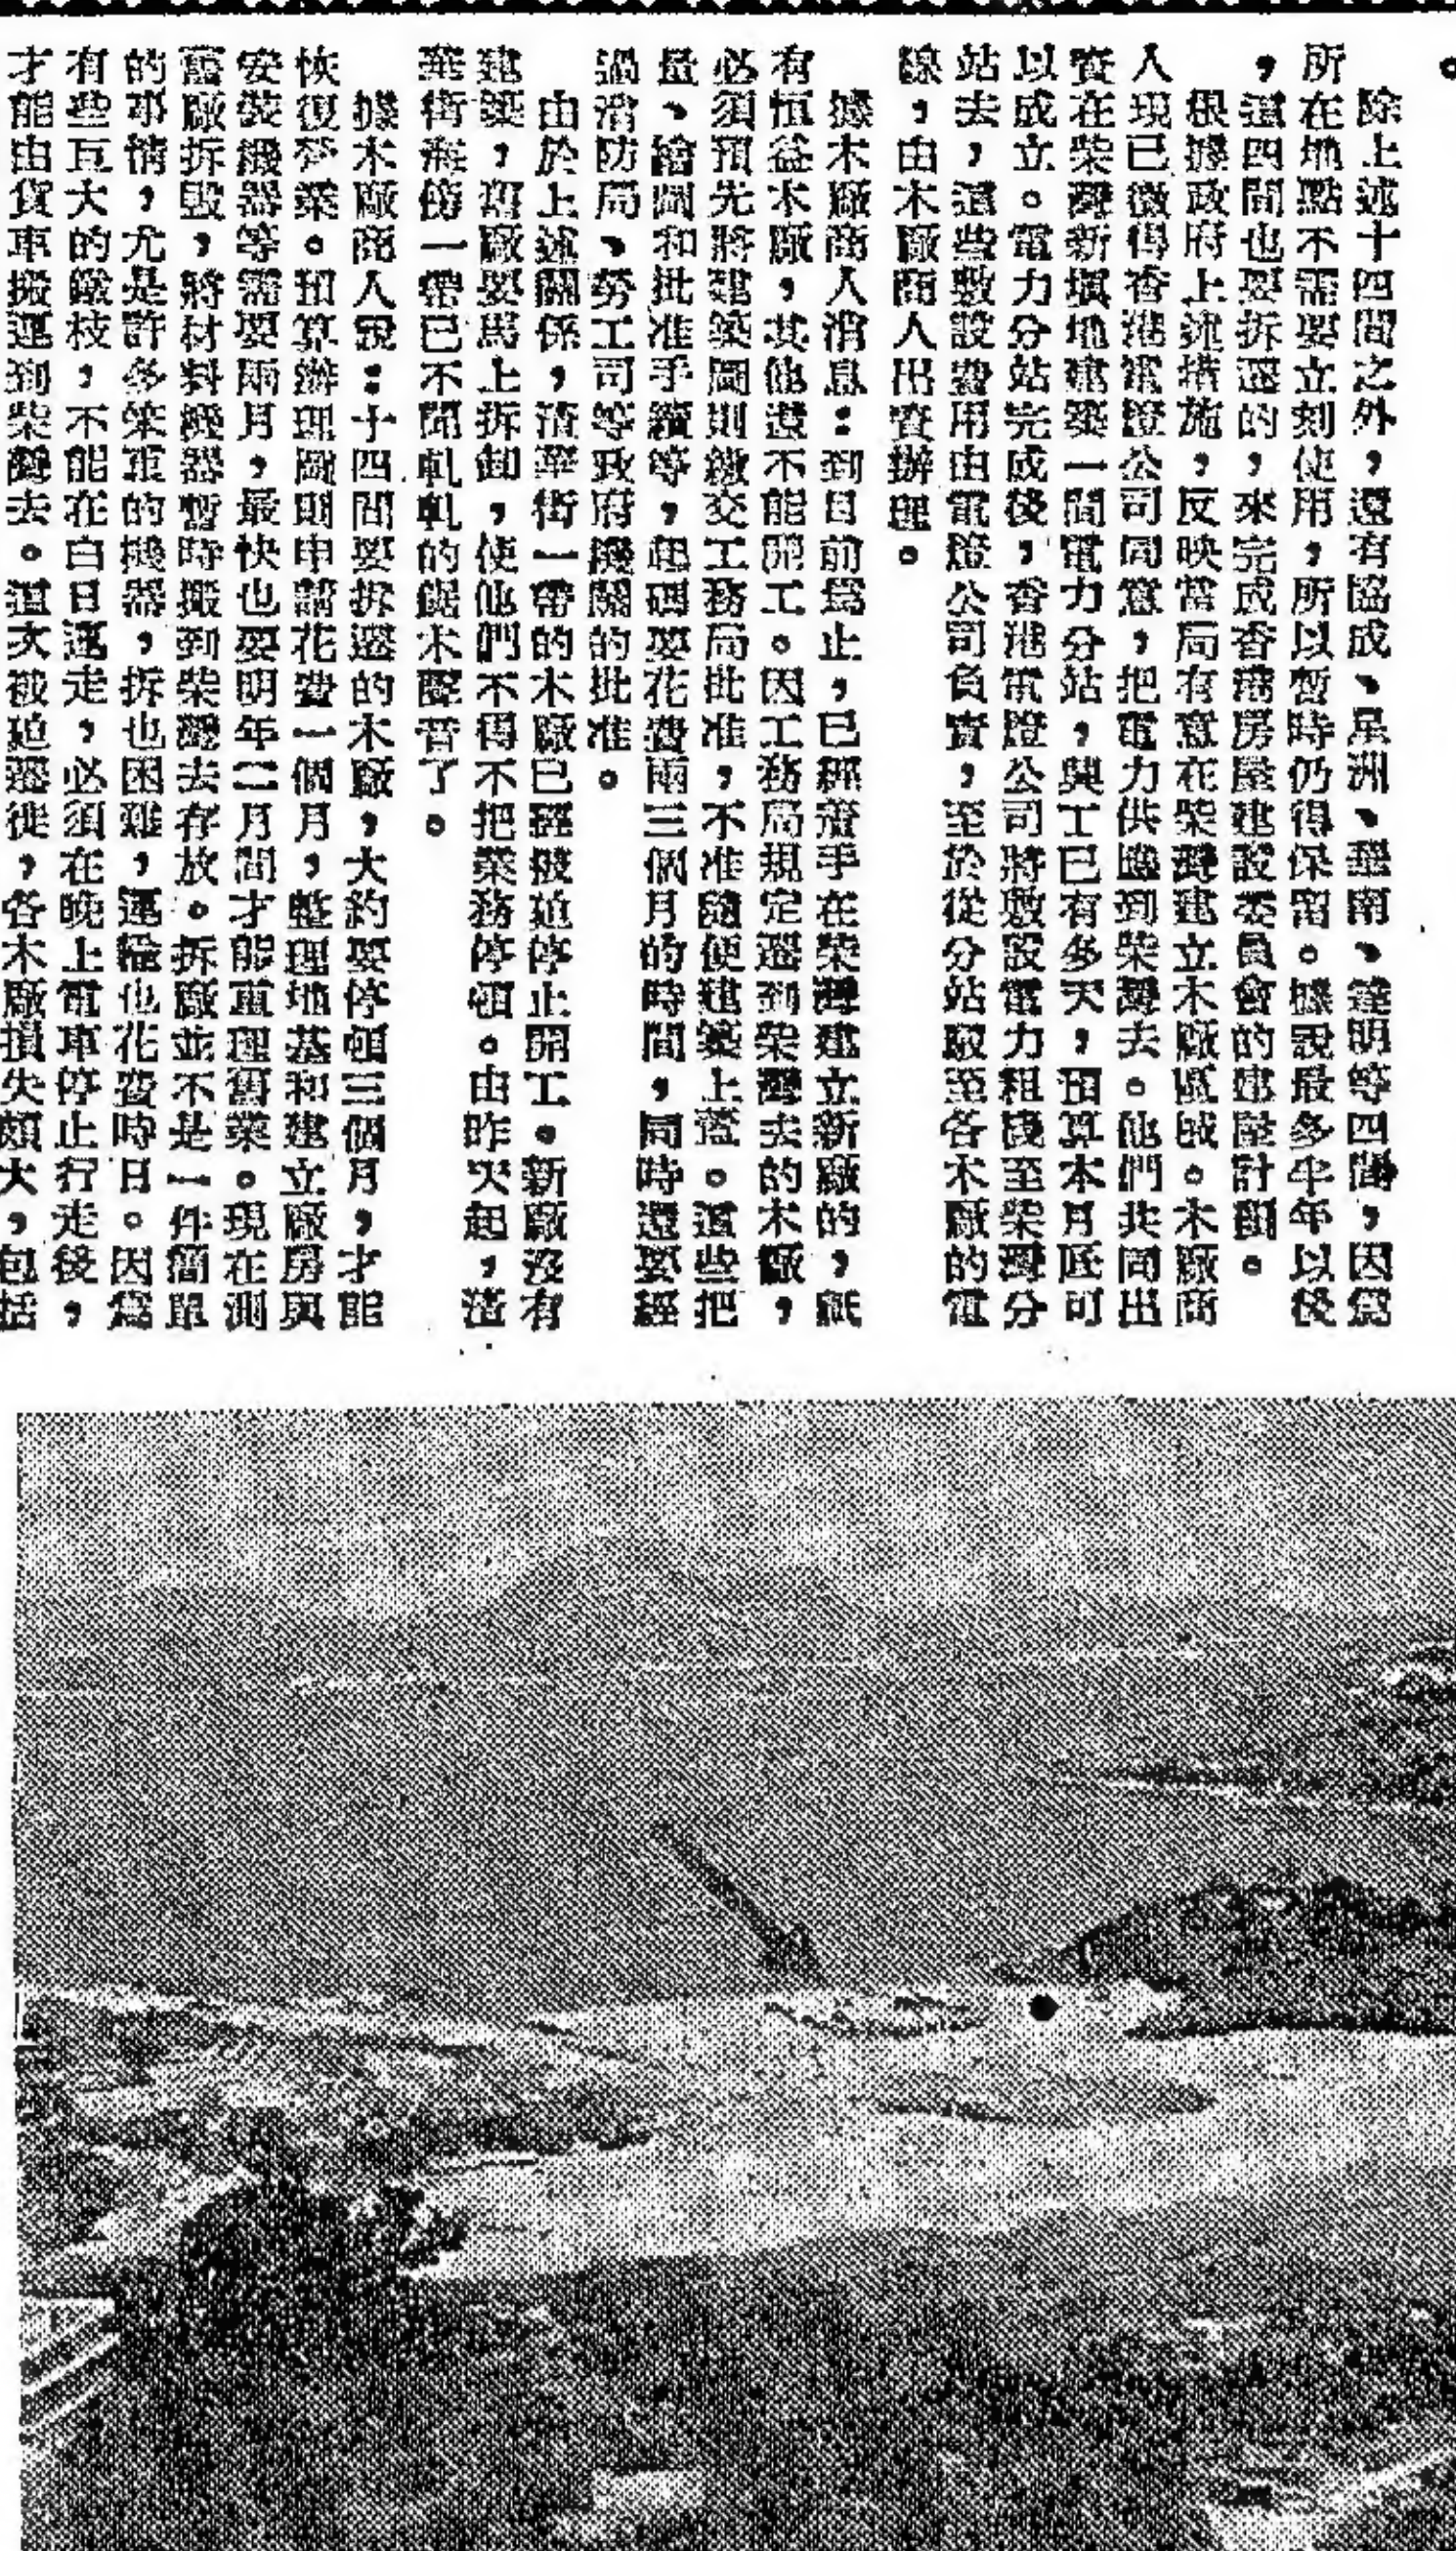 。
除上述十四間之外，還有協成、星洲、越南、達明等四間，因爲
所在地點不需要立刻使用，所以暫時仍得保留。據說最多半年以後
，這四間也要拆遷的，來完成香港房屋建設委員會的建屋計劃。
根據政府上述措施，反映當局有意在柴灣建立木廠區域。木廠商
人現已徵得香港電燈公司同意，把電力供應到柴灣去。他們共同出
資在柴灣新填地建築一間電力分站，興工已有多天，預算本月底可
以成立。電力分站完成後，香港電燈公司將敷設電力租綫至柴灣分
站去，這些敷設費用由電燈公司負責，至於從分站廠至各木廠的電
線，由木廠商人出資辦理。
據木廠商人消息：到目前爲止，已經着手在柴灣建立新廠的，祇
有恒益木廠，其他還不能開工。因工務局規定遷到柴灣去的木廠，
必須預先將建築圖則繳交工務局批准，不准隨便建築上蓋。這些把
量、繪圖和批准手續等，起碼要花費兩三個月的時間，同時還要經
過消防局、勞工司等政府機關的批准。
由於上述關係，渣華街一帶的木廠已經被迫停止開工。新廠沒有
建築，舊廠要馬上拆卸，使他們不得不把業務停頓。由昨天起，渣
華街海傍一帶已不聞軋軋的鋸木聲音了。
據木廠商人說：十四間要拆遷的木廠，大約要停頓三個月，才能
恢復營業。預算辦理圖則申請花費一個月，整理地基和建立廠房與
安裝機器等需要兩月，最快也要明年二月間才能重理舊業。現在測
舊廠拆毀，將材料機器暫時搬到柴灣去存放。拆廠並不是一件簡單
的事情，尤是許多笨重的機器，拆也困難，運輸也花費時日。因爲
有些互大的鐵枝，不能在白日運走，必須在晚上電車停止行走後，
才能由貨車搬運到柴灣去。這次被迫遷徙，各木廠損失頗大，包括